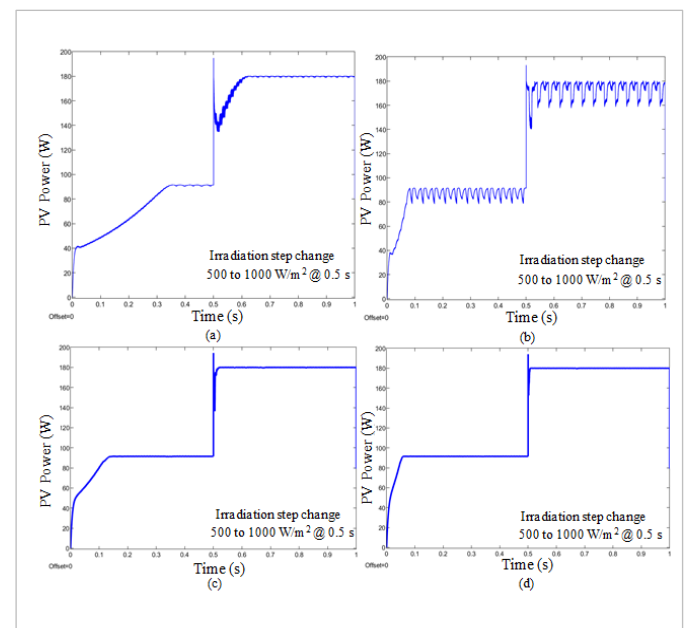 200
180
160
140
120
100
80
60
40
20
0
PV Power (W)
Irradiation step change
500 to 1000 W/m² @ 0.5 s
0 0.1 0.2 0.3 0.4 0.5 0.6 0.7 0.8 0.9 1
Offset=0
Time (s)
(a)
200
180
160
140
120
100
80
60
40
20
0
PV Power (W)
Irradiation step change
500 to 1000 W/m² @ 0.5 s
0 0.1 0.2 0.3 0.4 0.5 0.6 0.7 0.8 0.9 1
Offset=0
Time (s)
(b)
200
180
160
140
120
100
80
60
40
20
0
PV Power (W)
Irradiation step change
500 to 1000 W/m² @ 0.5 s
0 0.1 0.2 0.3 0.4 0.5 0.6 0.7 0.8 0.9 1
Offset=0
Time (s)
(c)
200
180
160
140
120
100
80
60
40
20
0
PV Power (W)
Irradiation step change
500 to 1000 W/m² @ 0.5 s
0 0.1 0.2 0.3 0.4 0.5 0.6 0.7 0.8 0.9 1
Offset=0
Time (s)
(d)